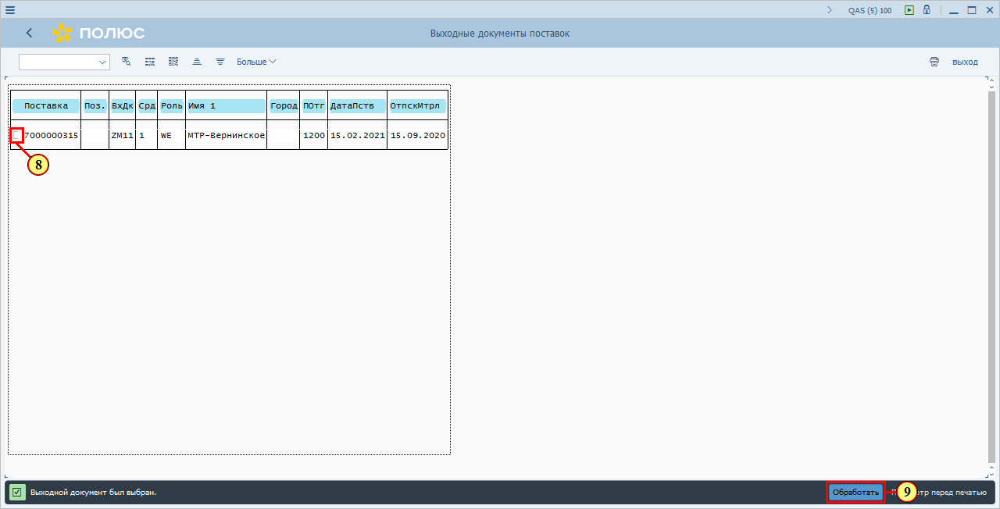 QAS (5) 100
ПОЛЮС
Выходные документы поставок
Больше
выход
Поставка Поз. ВхДк Срд Роль Имя 1 Город ПОтг ДатаПств ОтпскМтрл
7000000315 ZM11 1 WE МТР-Вернинское 1200 15.02.2021 15.09.2020
8
Выходной документ был выбран.
Обработать 9 перед печатью